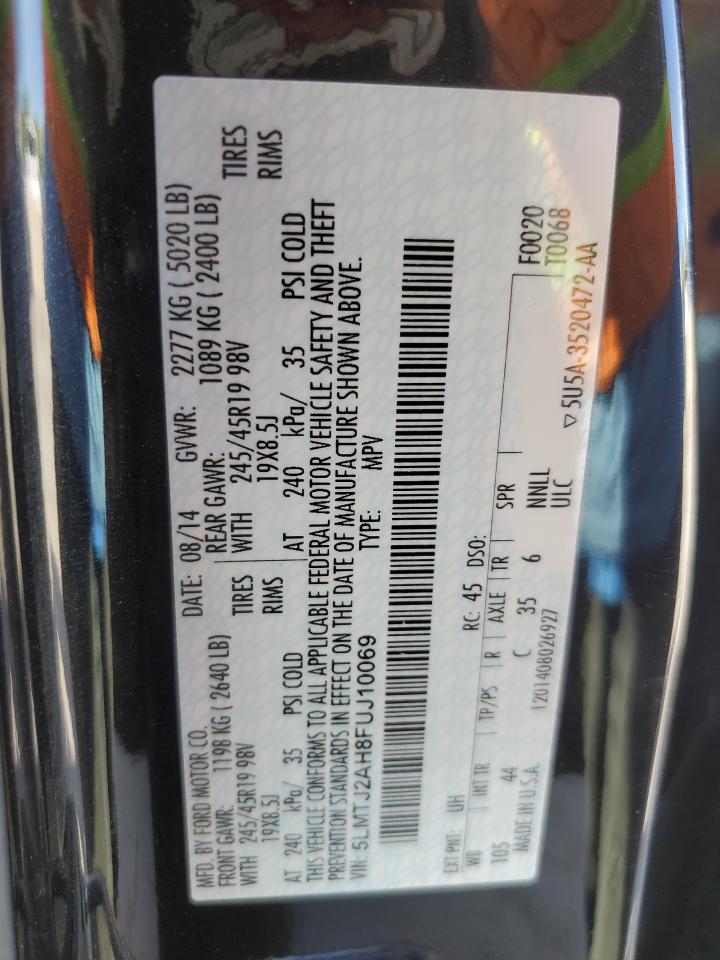 MFD. BY FORD MOTOR CO.
DATE: 08/14 GVWR: 2277 KG ( 5020 LB)
FRONT GAWR: 1198 KG ( 2640 LB) REAR GAWR: 1089 KG ( 2400 LB)
WITH 245/45R19 98V TIRES WITH 245/45R19 98V TIRES
19X8.5J RIMS 19X8.5J RIMS
AT 240 kPa/ 35 PSI COLD AT 240 kPa/ 35 PSI COLD
THIS VEHICLE CONFORMS TO ALL APPLICABLE FEDERAL MOTOR VEHICLE SAFETY AND THEFT
PREVENTION STANDARDS IN EFFECT ON THE DATE OF MANUFACTURE SHOWN ABOVE.
VIN: 5LMTJ2AH8FUJ10069 TYPE: MPV
EXT PNT: UH RC: 45 DSO:
WB INT TR TP/PS R AXLE TR SPR F0020
105 44 C 35 6 NNLL T0068
MADE IN U.S.A. 1201408026927 ULC
▽5U5A-3520472-AA